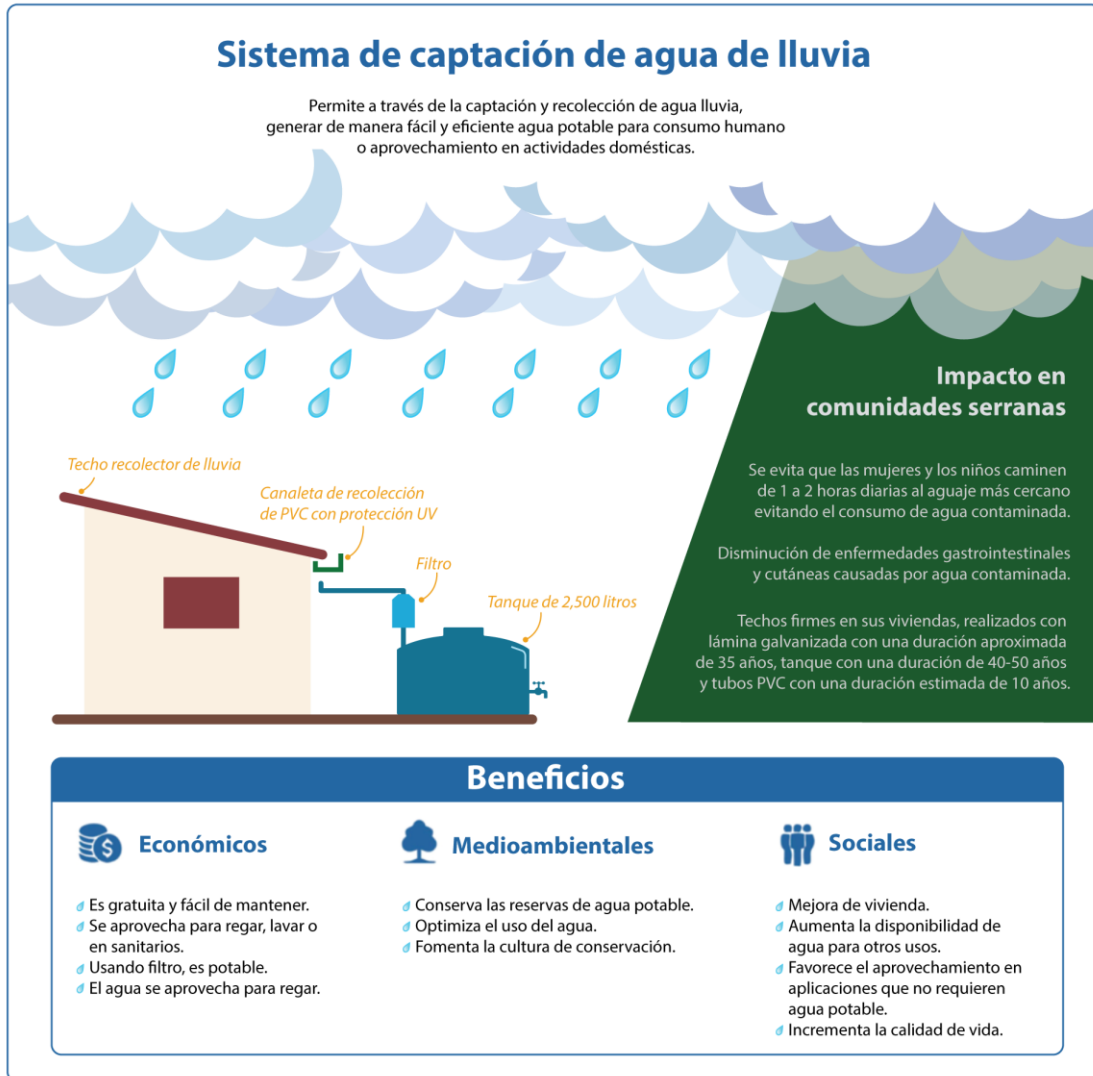 Sistema de captación de agua de lluvia
Permite a través de la captación y recolección de agua lluvia,
generar de manera fácil y eficiente agua potable para consumo humano
o aprovechamiento en actividades domésticas.
Impacto en
comunidades serranas
Se evita que las mujeres y los niños caminen
de 1 a 2 horas diarias al aguaje más cercano
evitando el consumo de agua contaminada.
Disminución de enfermedades gastrointestinales
y cutáneas causadas por agua contaminada.
Techos firmes en sus viviendas, realizados con
lámina galvanizada con una duración aproximada
de 35 años, tanque con una duración de 40-50 años
y tubos PVC con una duración estimada de 10 años.
Techo recolector de lluvia
Canaleta de recolección
de PVC con protección UV
Filtro
Tanque de 2,500 litros
Beneficios
Económicos
Es gratuita y fácil de mantener.
Se aprovecha para regar, lavar o
en sanitarios.
Usando filtro, es potable.
El agua se aprovecha para regar.
Medioambientales
Conserva las reservas de agua potable.
Optimiza el uso del agua.
Fomenta la cultura de conservación.
Sociales
Mejora de vivienda.
Aumenta la disponibilidad de
agua para otros usos.
Favorece el aprovechamiento en
aplicaciones que no requieren
agua potable.
Incrementa la calidad de vida.